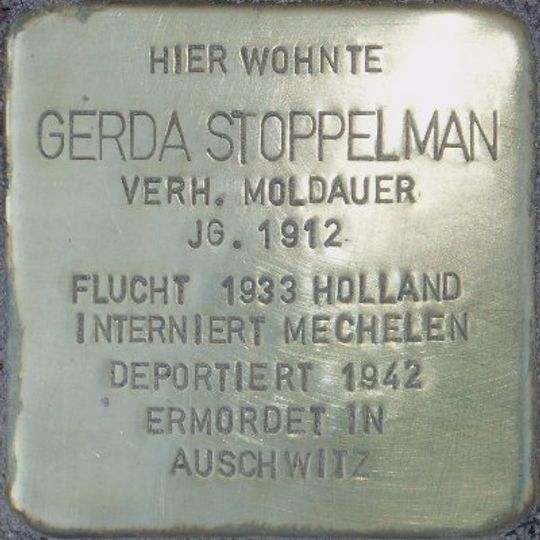 HIER WOHNTE
GERDA STOPPELMAN
VERH. MOLDAUER
JG. 1912
FLUCHT 1933 HOLLAND
INTERNIERT MECHELEN
DEPORTIERT 1942
ERMORDET IN
AUSCHWITZ